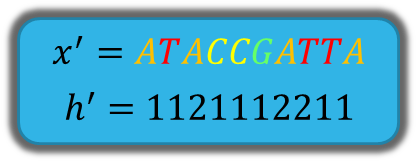 x′ = ATACCGATTA
h′ = 1121112211